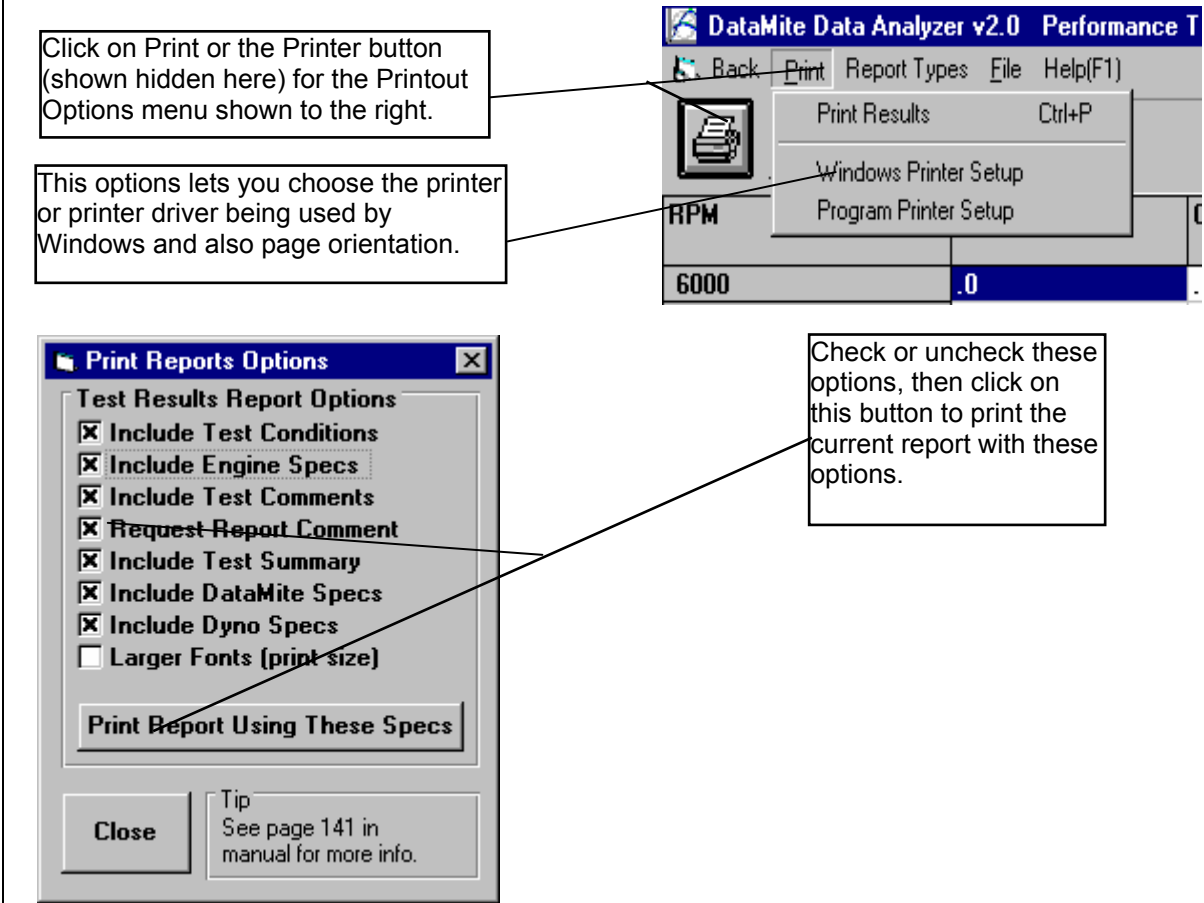 Click on Print or the Printer button
(shown hidden here) for the Printout
Options menu shown to the right.
This options lets you choose the printer
or printer driver being used by
Windows and also page orientation.
DataMite Data Analyzer v2.0 Performance T
Back Print Report Types File Help(F1)
Print Results Ctrl+P
Windows Printer Setup
Program Printer Setup
RPM
6000 .0
Print Reports Options
Test Results Report Options
Include Test Conditions
Include Engine Specs
Include Test Comments
Request Report Comment
Include Test Summary
Include DataMite Specs
Include Dyno Specs
Larger Fonts (print size)
Print Report Using These Specs
Close
Tip
See page 141 in
manual for more info.
Check or uncheck these
options, then click on
this button to print the
current report with these
options.